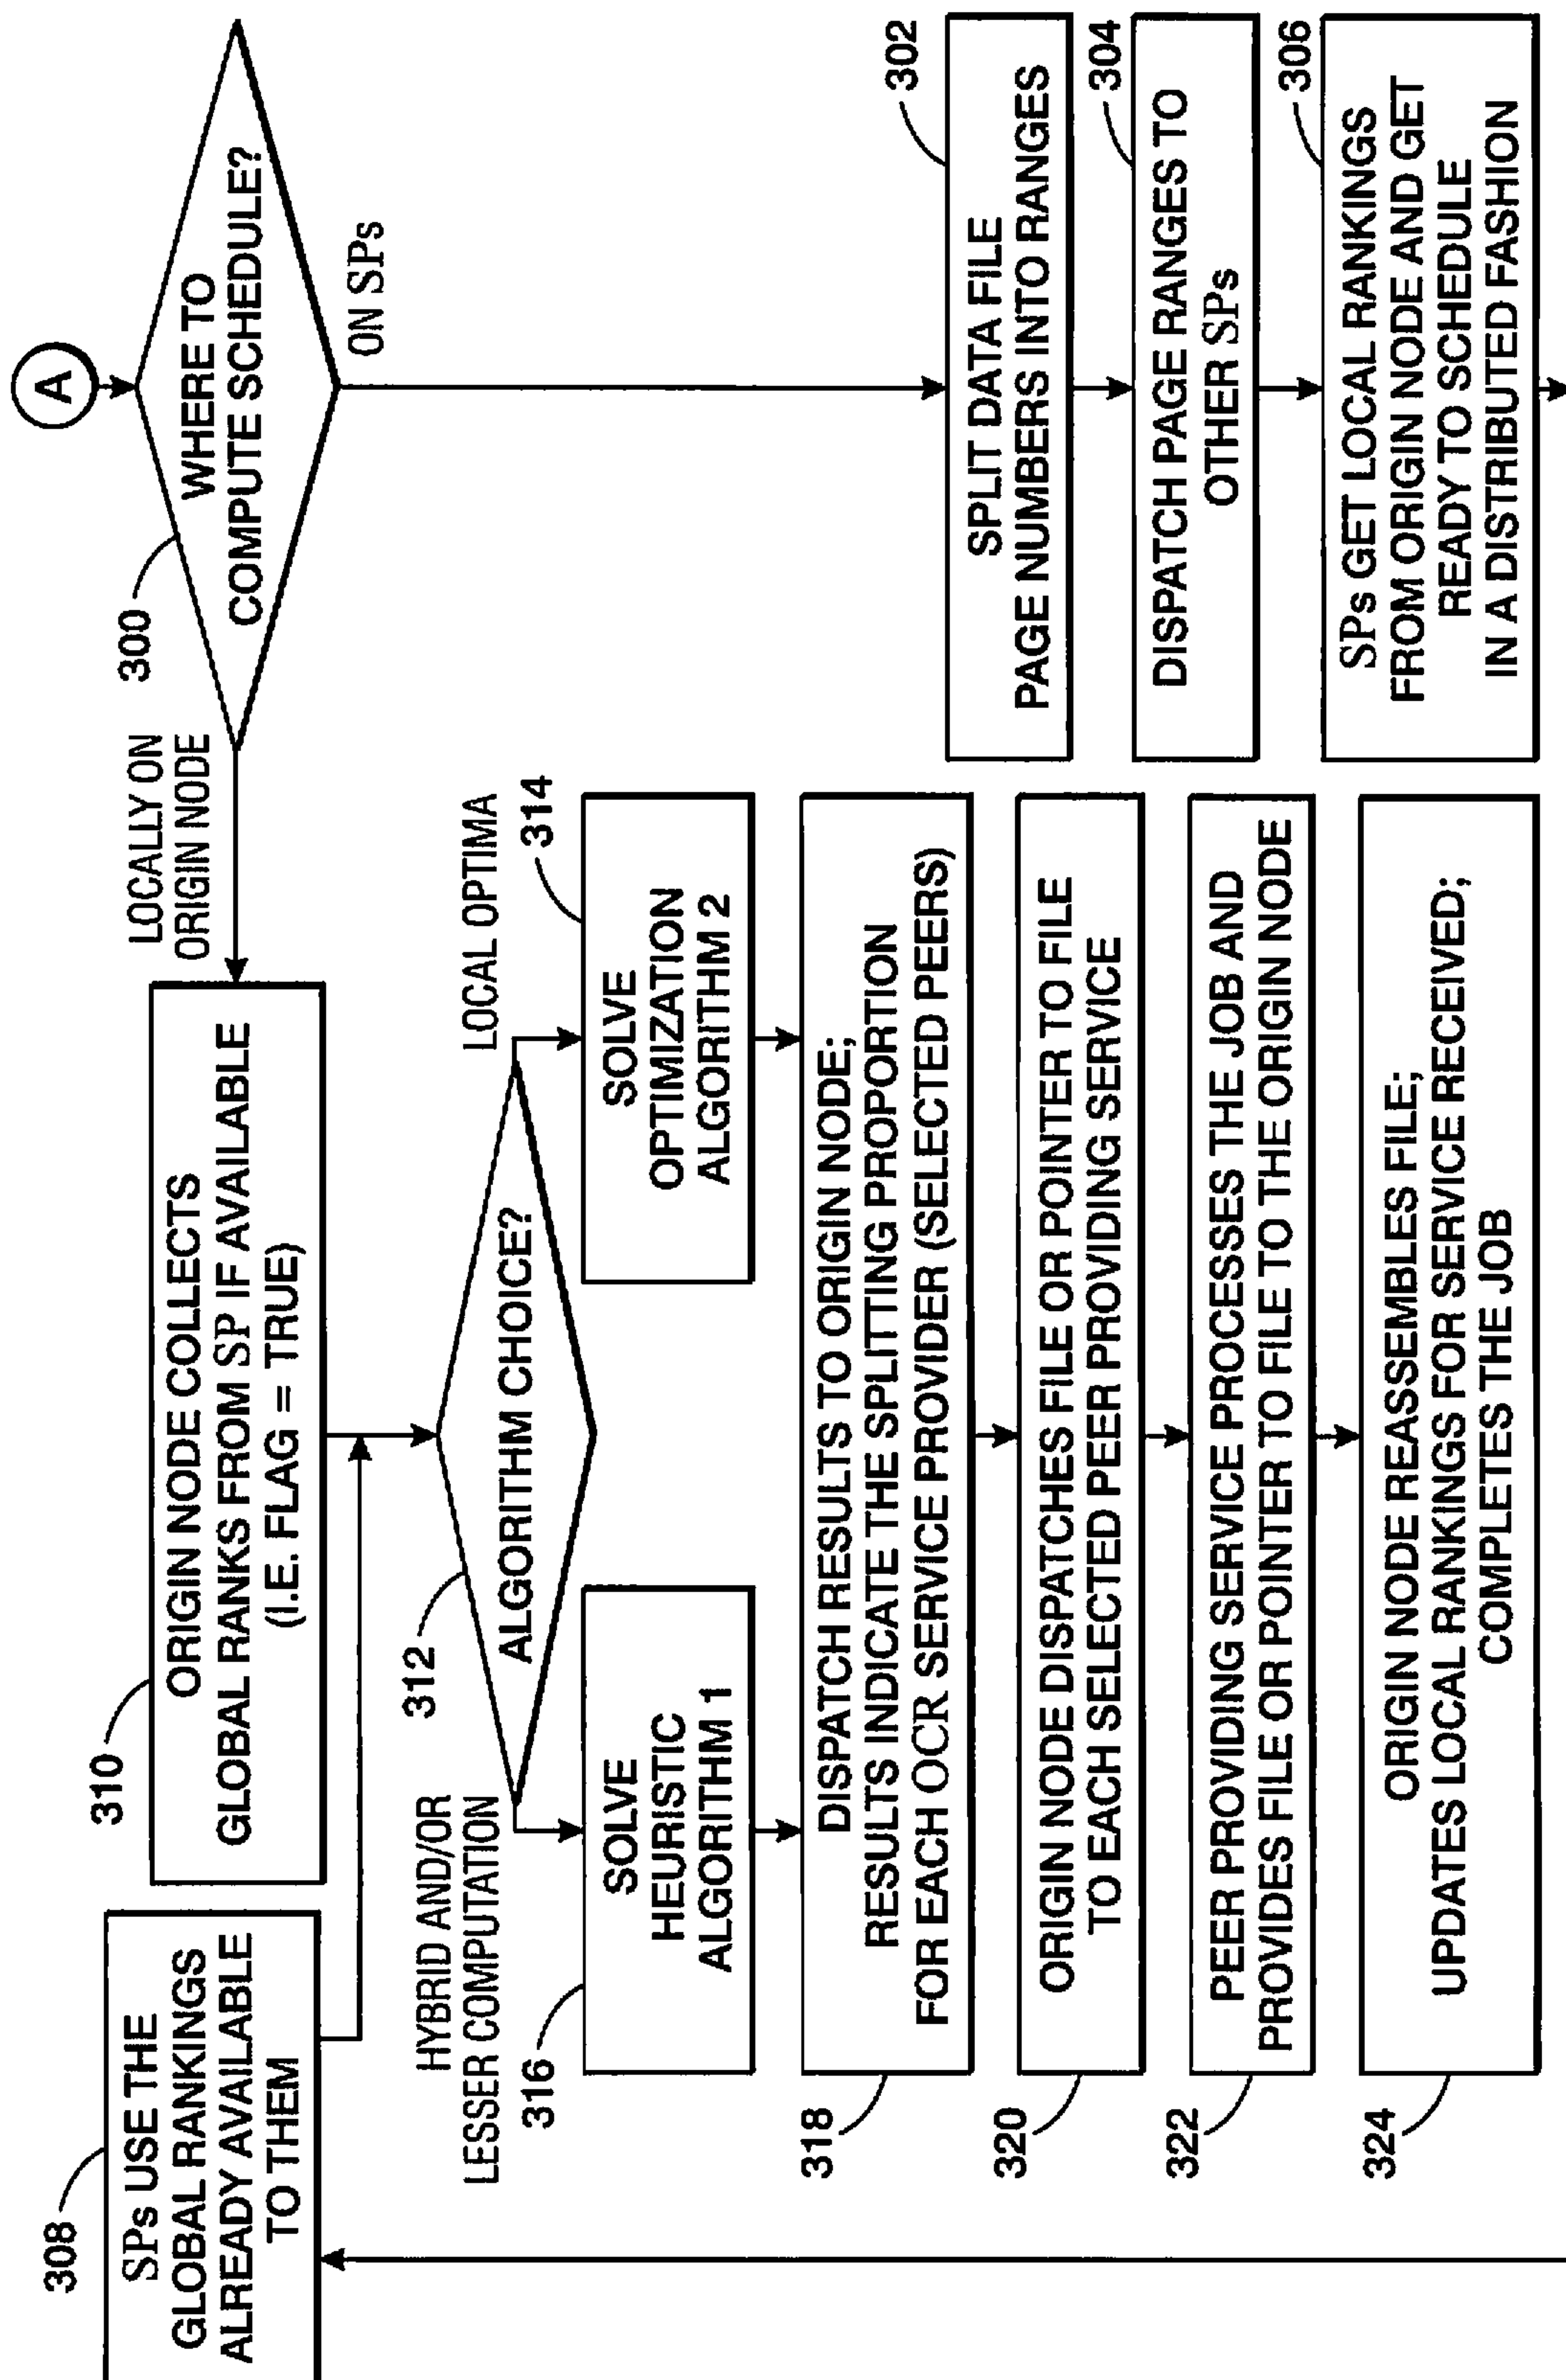 A
300
WHERE TO
COMPUTE SCHEDULE?
LOCALLY ON
ORIGIN NODE
ON SPs
302
SPLIT DATA FILE
PAGE NUMBERS INTO RANGES
304
DISPATCH PAGE RANGES TO
OTHER SPs
306
SPs GET LOCAL RANKINGS
FROM ORIGIN NODE AND GET
READY TO SCHEDULE
IN A DISTRIBUTED FASHION
308
SPs USE THE
GLOBAL RANKINGS
ALREADY AVAILABLE
TO THEM
310
ORIGIN NODE COLLECTS
GLOBAL RANKS FROM SP IF AVAILABLE
(I.E. FLAG = TRUE)
312
ALGORITHM CHOICE?
HYBRID AND/OR
LESSER COMPUTATION
LOCAL OPTIMA
314
SOLVE
OPTIMIZATION
ALGORITHM 2
316
SOLVE
HEURISTIC
ALGORITHM 1
318
DISPATCH RESULTS TO ORIGIN NODE;
RESULTS INDICATE THE SPLITTING PROPORTION
FOR EACH OCR SERVICE PROVIDER (SELECTED PEERS)
320
ORIGIN NODE DISPATCHES FILE OR POINTER TO FILE
TO EACH SELECTED PEER PROVIDING SERVICE
322
PEER PROVIDING SERVICE PROCESSES THE JOB AND
PROVIDES FILE OR POINTER TO FILE TO THE ORIGIN NODE
324
ORIGIN NODE REASSEMBLES FILE;
UPDATES LOCAL RANKINGS FOR SERVICE RECEIVED;
COMPLETES THE JOB